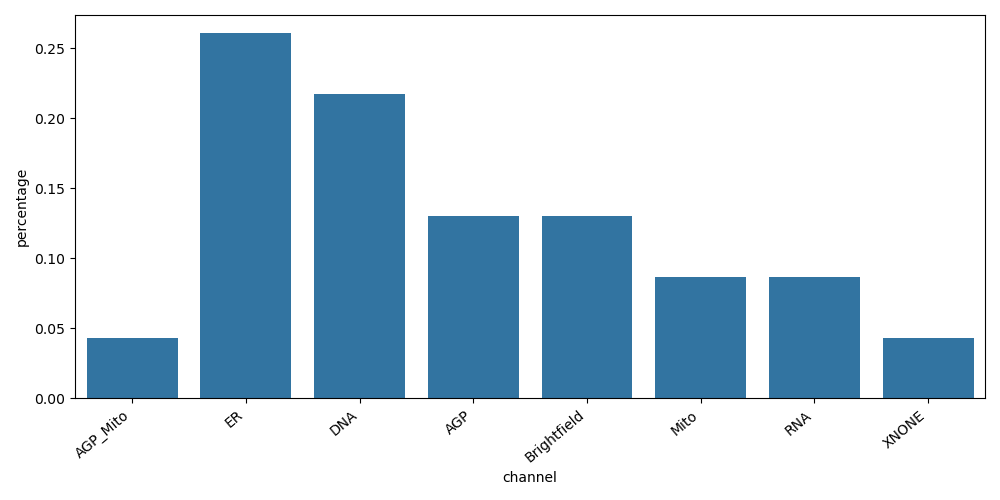 percentage
0.25
0.20
0.15
0.10
0.05
0.00
AGP_Mito
ER
DNA
AGP
Brightfield
Mito
RNA
XNONE
channel